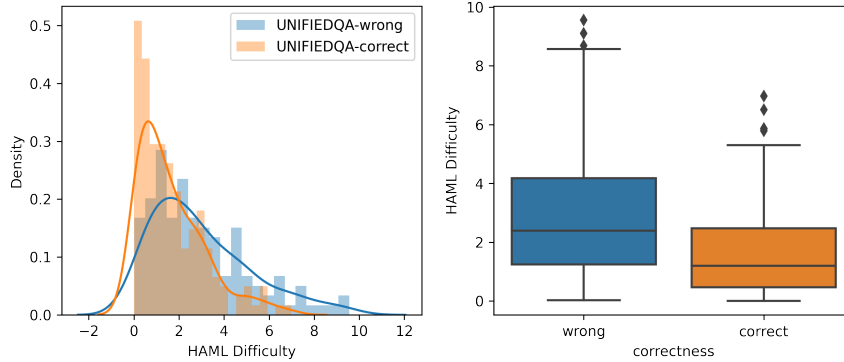 UNIFIEDQA-wrong
UNIFIEDQA-correct
0.5
0.4
0.3
0.2
0.1
0.0
Density
−2
0
2
4
6
8
10
12
HAML Difficulty
10
8
6
4
2
0
HAML Difficulty
wrong
correct
correctness